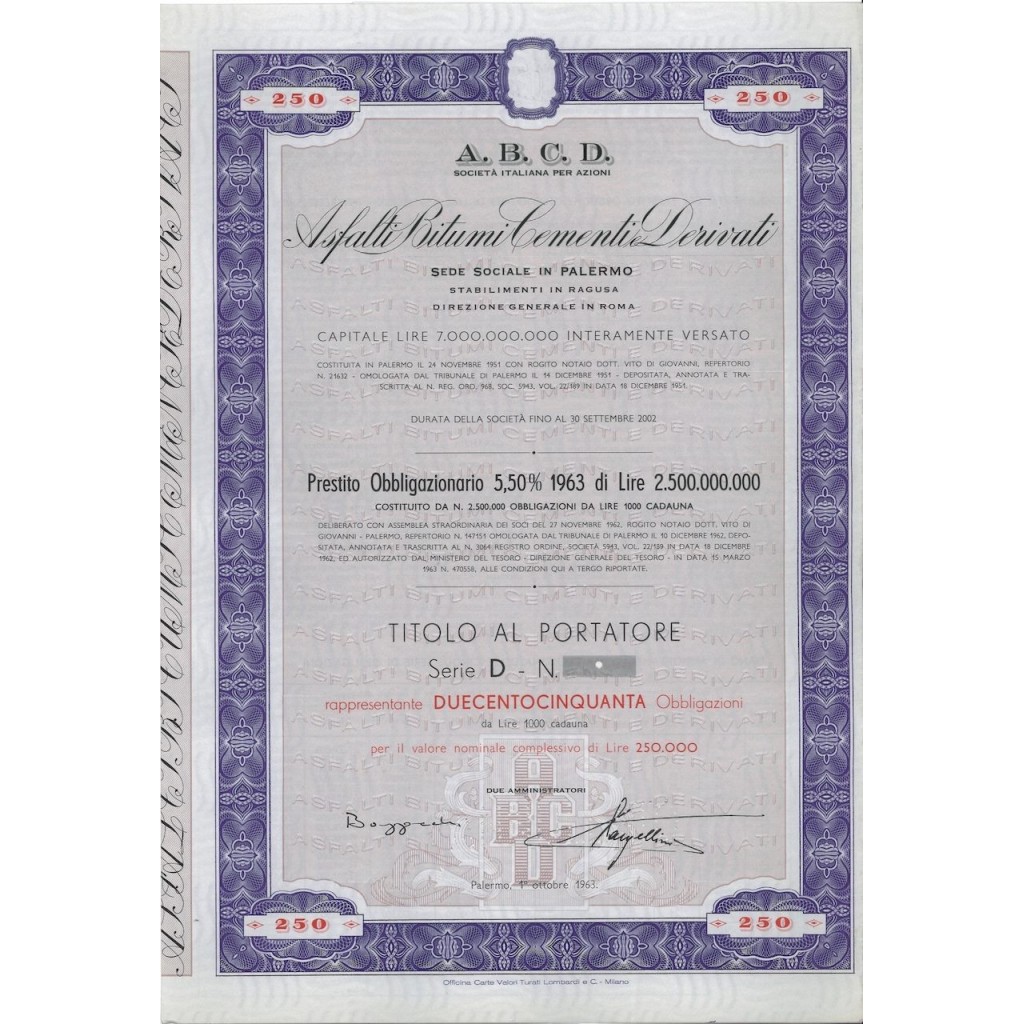 250
250
A. B. C. D.
SOCIETÀ ITALIANA PER AZIONI
Asfalti Bitumi Cementi e Derivati
SEDE SOCIALE IN PALERMO
STABILIMENTI IN RAGUSA
DIREZIONE GENERALE IN ROMA
CAPITALE LIRE 7.000.000.000 INTERAMENTE VERSATO
COSTITUITA IN PALERMO IL 24 NOVEMBRE 1951 CON ROGITO NOTAIO DOTT. VITO DI GIOVANNI, REPERTORIO
N. 21632 - OMOLOGATA DAL TRIBUNALE DI PALERMO IL 14 DICEMBRE 1951 - DEPOSITATA, ANNOTATA E TRA-
SCRITTA AL N. REG. ORD. 968, SOC. 5943, VOL. 22/189 IN DATA 18 DICEMBRE 1951.
DURATA DELLA SOCIETÀ FINO AL 30 SETTEMBRE 2002
Prestito Obbligazionario 5,50% 1963 di Lire 2.500.000.000
COSTITUITO DA N. 2.500.000 OBBLIGAZIONI DA LIRE 1000 CADAUNA
DELIBERATO CON ASSEMBLEA STRAORDINARIA DEI SOCI DEL 27 NOVEMBRE 1962, ROGITO NOTAIO DOTT. VITO DI
GIOVANNI - PALERMO, REPERTORIO N. 147151 OMOLOGATA DAL TRIBUNALE DI PALERMO IL 10 DICEMBRE 1962, DEPO-
SITATA, ANNOTATA E TRASCRITTA AL N. 3064 REGISTRO ORDINE, SOCIETÀ 5943, VOL. 22/189 IN DATA 18 DICEMBRE
1962, ED AUTORIZZATO DAL MINISTERO DEL TESORO - DIREZIONE GENERALE DEL TESORO - IN DATA 15 MARZO
1963 N. 470558, ALLE CONDIZIONI QUI A TERGO RIPORTATE.
TITOLO AL PORTATORE
Serie D - N.
rappresentante DUECENTOCINQUANTA Obbligazioni
da Lire 1000 cadauna
per il valore nominale complessivo di Lire 250.000
DUE AMMINISTRATORI
Palermo, 1° ottobre 1963.
250
250
Officina Carte Valori Turati Lombardi e C. - Milano